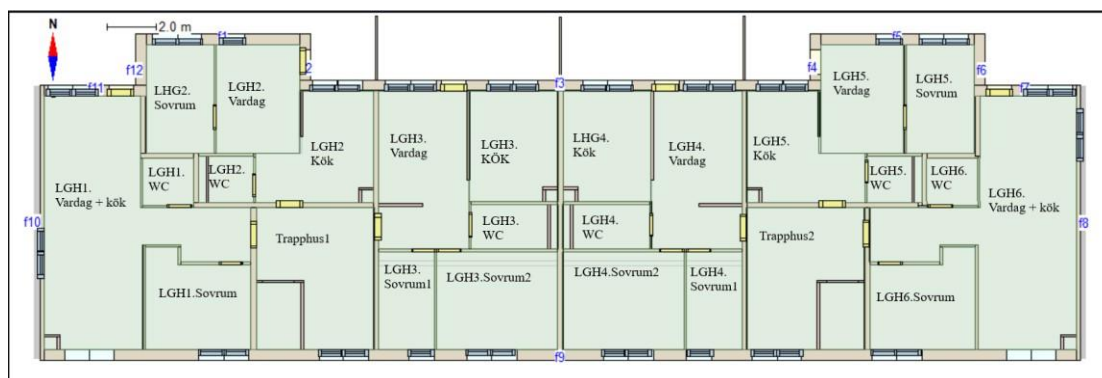 N
2.0 m
f1
f5
f12
2
f4
f6
f11
f3
f7
LHG2.
Sovrum
LGH2.
Vardag
LGH5.
Vardag
LGH5.
Sovrum
LGH2
Kök
LGH3.
Vardag
LGH3.
KÖK
LHG4.
Kök
LGH4.
Vardag
LGH5.
Kök
LGH1.
WC
LGH2.
WC
LGH5.
WC
LGH6.
WC
LGH1.
Vardag + kök
LGH6.
Vardag + kök
f10
f8
LGH3.
WC
LGH4.
WC
Trapphus1
Trapphus2
LGH3.
Sovrum1
LGH3.Sovrum2
LGH4.Sovrum2
LGH4.
Sovrum1
LGH1.Sovrum
LGH6.Sovrum
f9